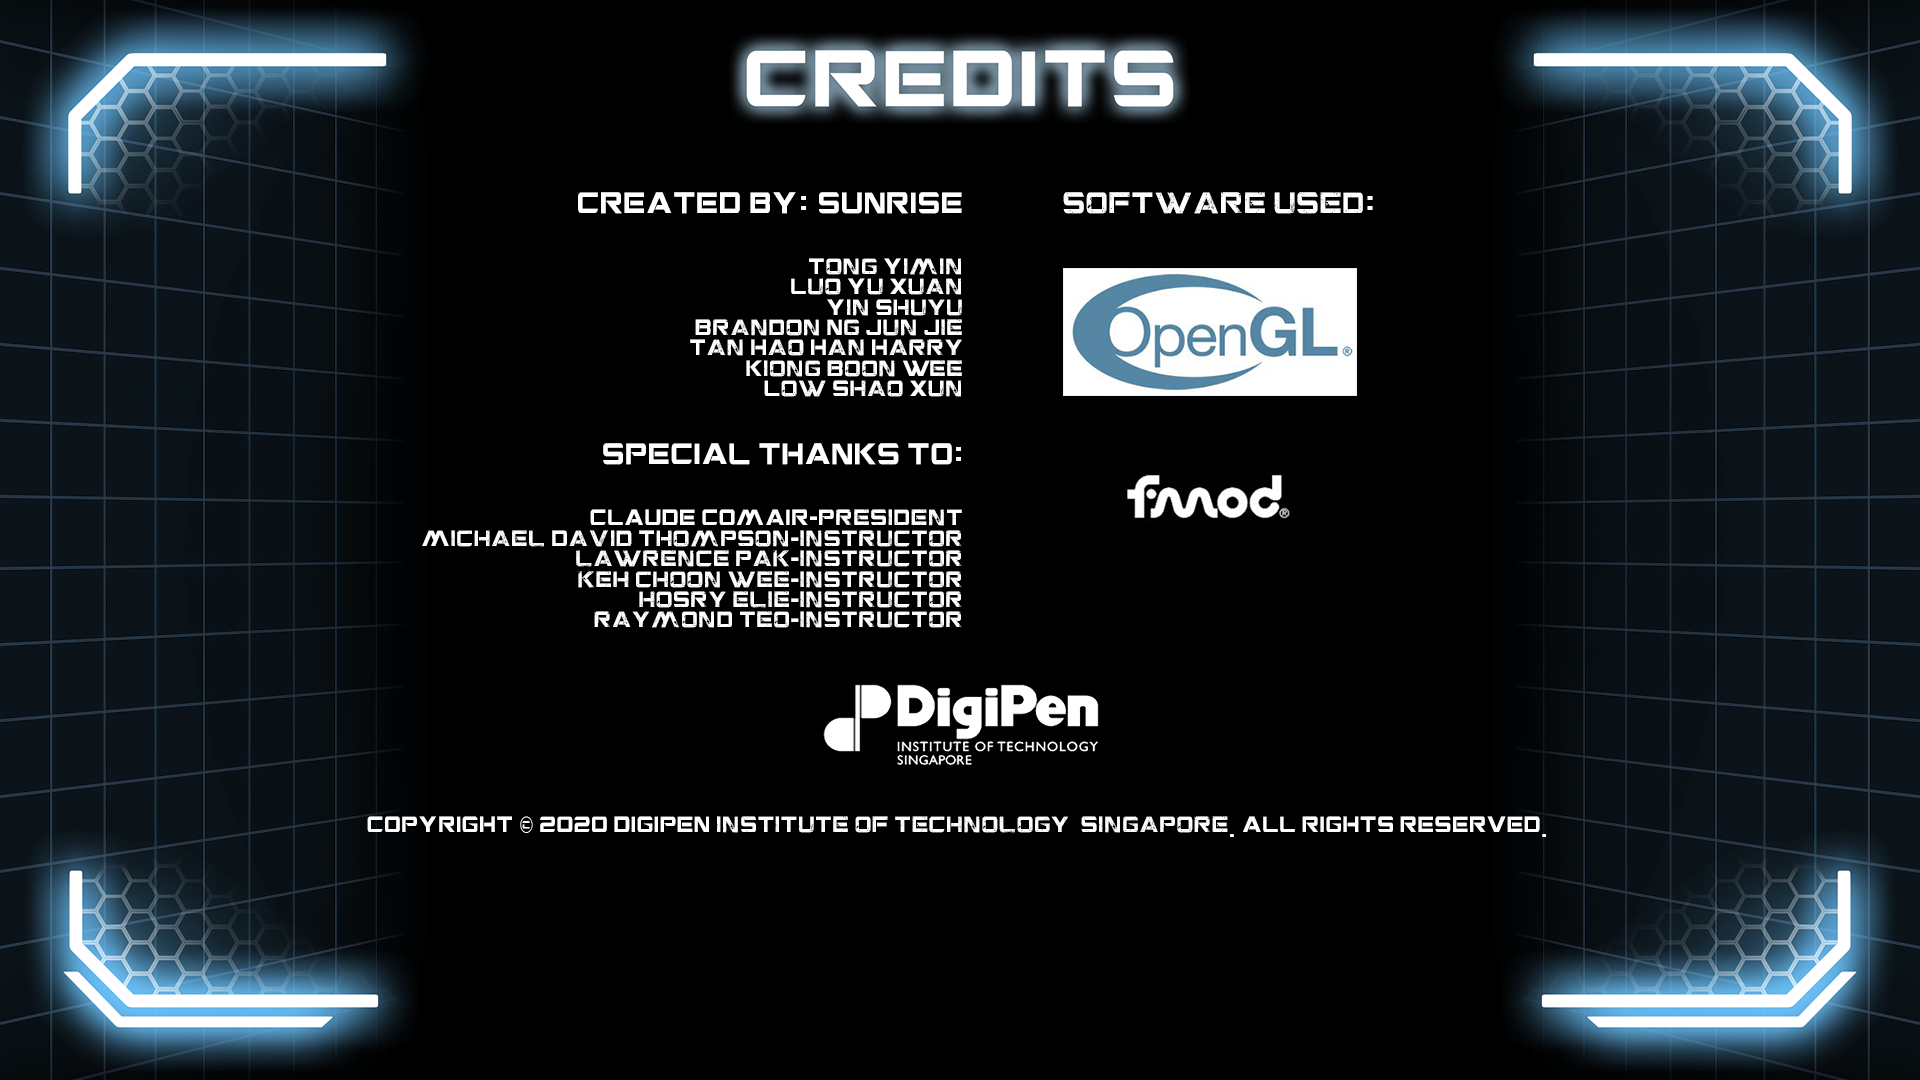 CREDITS
CREATED BY: SUNRISE
TONG YIMIN
LUO YU XUAN
YIN SHUYU
BRANDON NG JUN JIE
TAN HAO HAN HARRY
KIONG BOON WEE
LOW SHAO XUN
SPECIAL THANKS TO:
CLAUDE COMAIR-PRESIDENT
MICHAEL DAVID THOMPSON-INSTRUCTOR
LAWRENCE PAK-INSTRUCTOR
KEH CHOON WEE-INSTRUCTOR
HOSRY ELIE-INSTRUCTOR
RAYMOND TEO-INSTRUCTOR
SOFTWARE USED:
OpenGL®
fmod®
DigiPen
INSTITUTE OF TECHNOLOGY
SINGAPORE
COPYRIGHT © 2020 DIGIPEN INSTITUTE OF TECHNOLOGY SINGAPORE. ALL RIGHTS RESERVED.